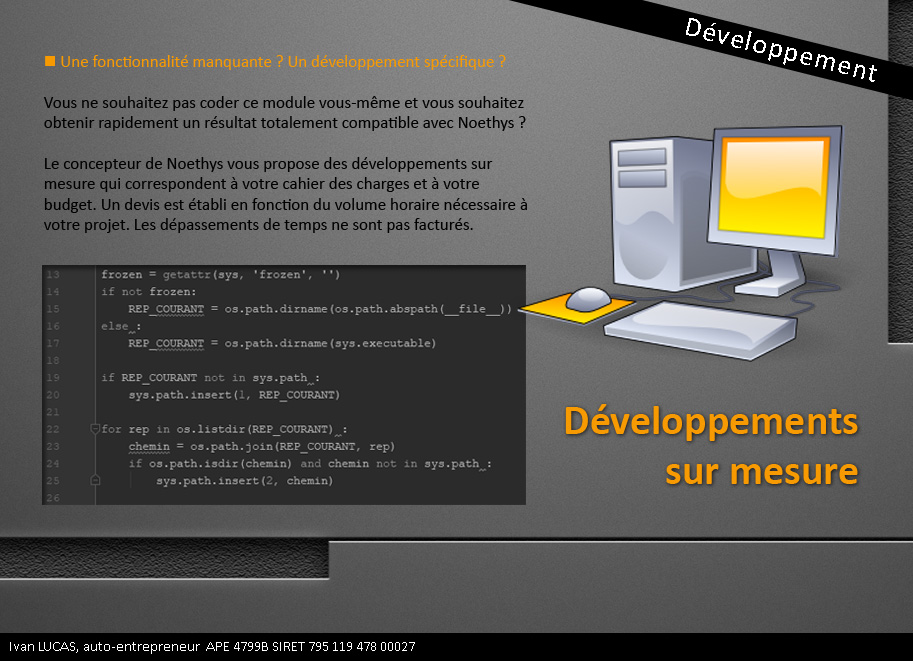 Développement
Une fonctionnalité manquante ? Un développement spécifique ?
Vous ne souhaitez pas coder ce module vous-même et vous souhaitez
obtenir rapidement un résultat totalement compatible avec Noethys ?
Le concepteur de Noethys vous propose des développements sur
mesure qui correspondent à votre cahier des charges et à votre
budget. Un devis est établi en fonction du volume horaire nécessaire à
votre projet. Les dépassements de temps ne sont pas facturés.
13 frozen = getattr(sys, 'frozen', '')
14 if not frozen:
15 REP_COURANT = os.path.dirname(os.path.abspath(__file__))
16 else :
17 REP_COURANT = os.path.dirname(sys.executable)
18
19 if REP_COURANT not in sys.path :
20 sys.path.insert(1, REP_COURANT)
21
22 for rep in os.listdir(REP_COURANT) :
23 chemin = os.path.join(REP_COURANT, rep)
24 if os.path.isdir(chemin) and chemin not in sys.path :
25 sys.path.insert(2, chemin)
26
Développements
sur mesure
Ivan LUCAS, auto-entrepreneur APE 4799B SIRET 795 119 478 00027